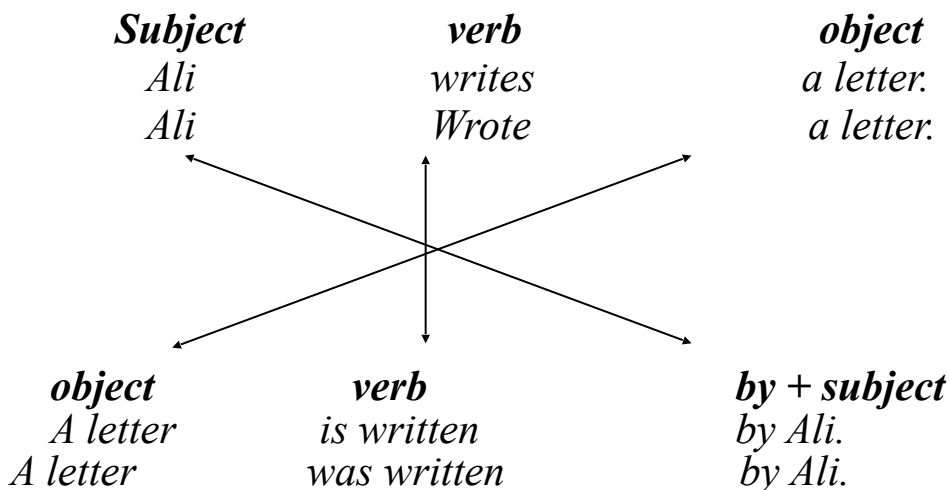 Subject verb object
Ali writes a letter.
Ali Wrote a letter.
object verb by + subject
A letter is written by Ali.
A letter was written by Ali.